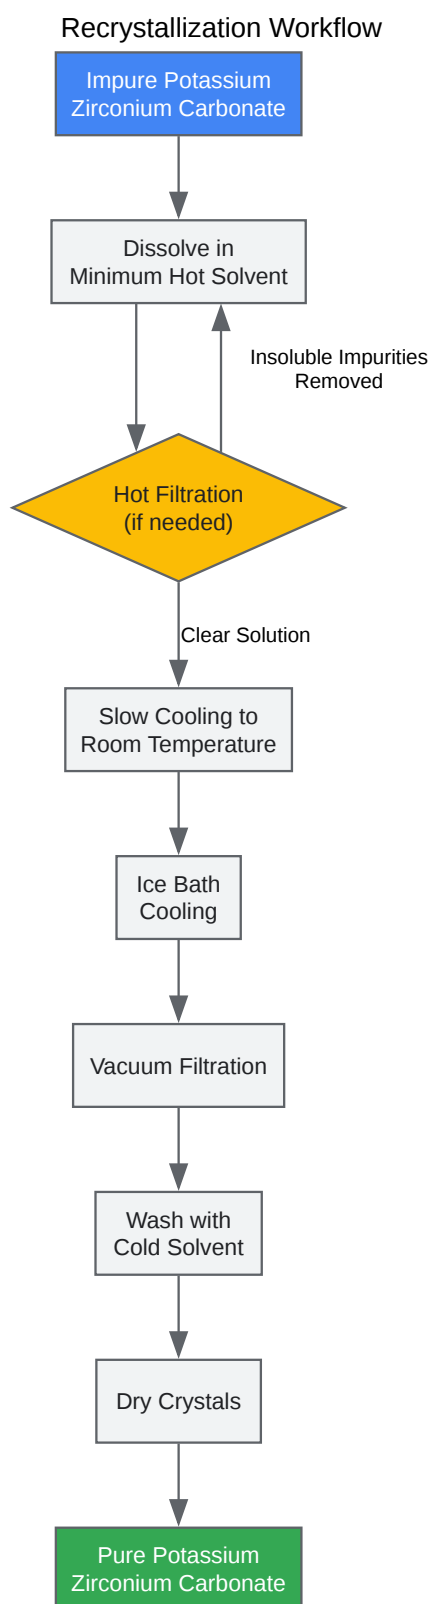 Recrystallization Workflow
Impure Potassium
Zirconium Carbonate
Dissolve in
Minimum Hot Solvent
Insoluble Impurities
Removed
Hot Filtration
(if needed)
Clear Solution
Slow Cooling to
Room Temperature
Ice Bath
Cooling
Vacuum Filtration
Wash with
Cold Solvent
Dry Crystals
Pure Potassium
Zirconium Carbonate